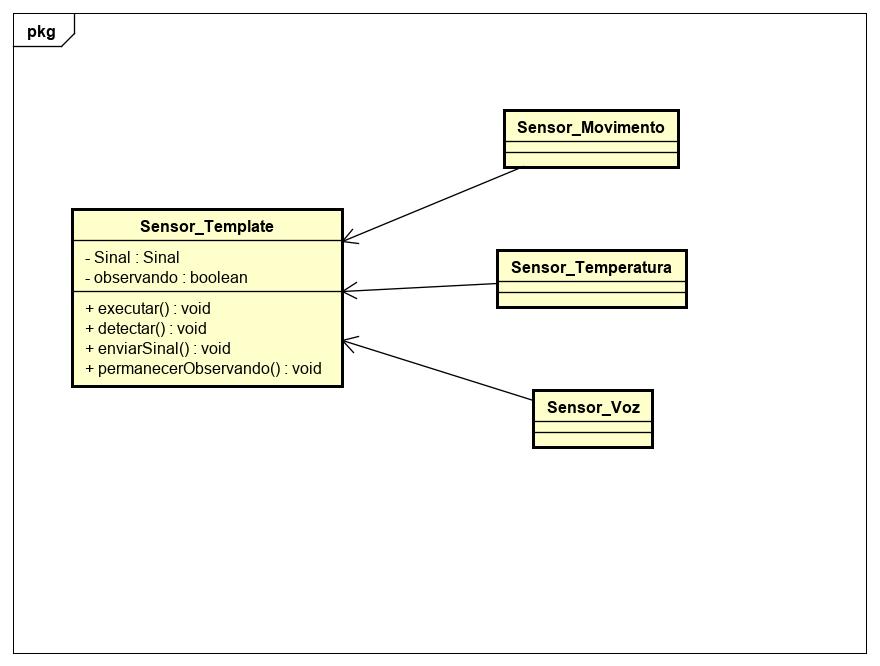 pkg
Sensor_Movimento
Sensor_Template
- Sinal : Sinal
- observando : boolean
+ executar() : void
+ detectar() : void
+ enviarSinal() : void
+ permanecerObservando() : void
Sensor_Temperatura
Sensor_Voz